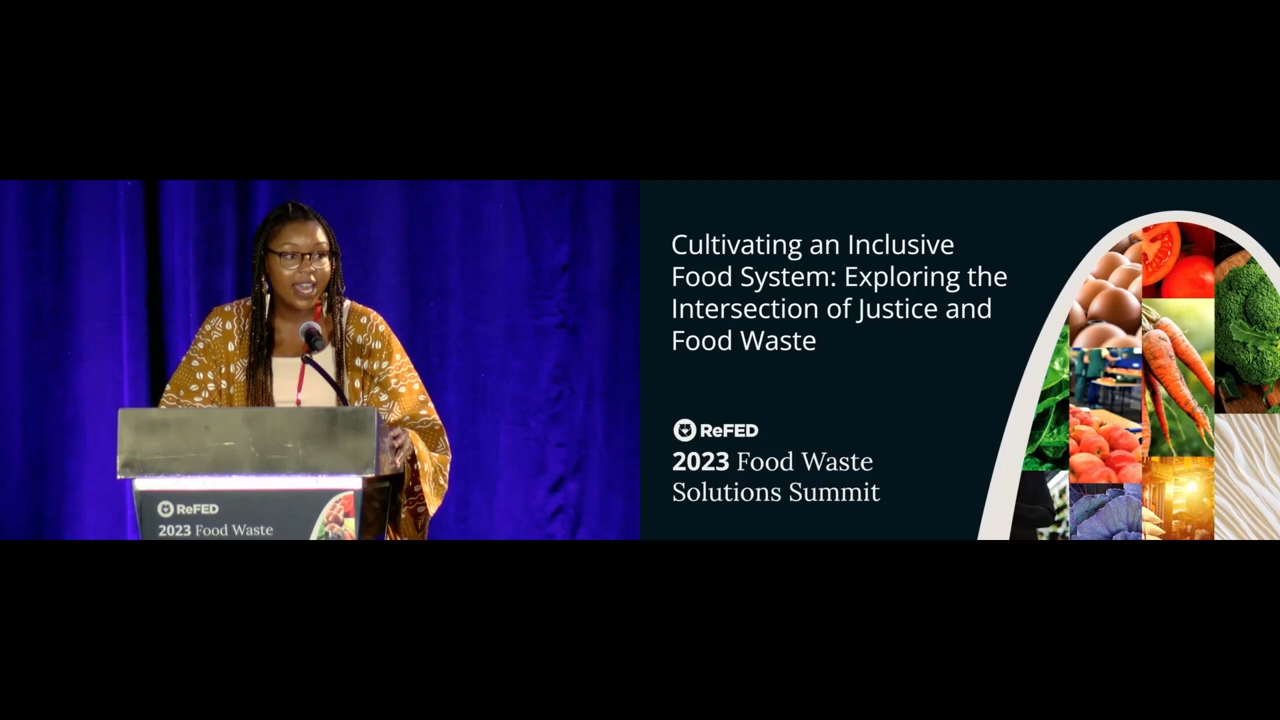 ReFED
2023 Food Waste
Cultivating an Inclusive
Food System: Exploring the
Intersection of Justice and
Food Waste
ReFED
2023 Food Waste
Solutions Summit